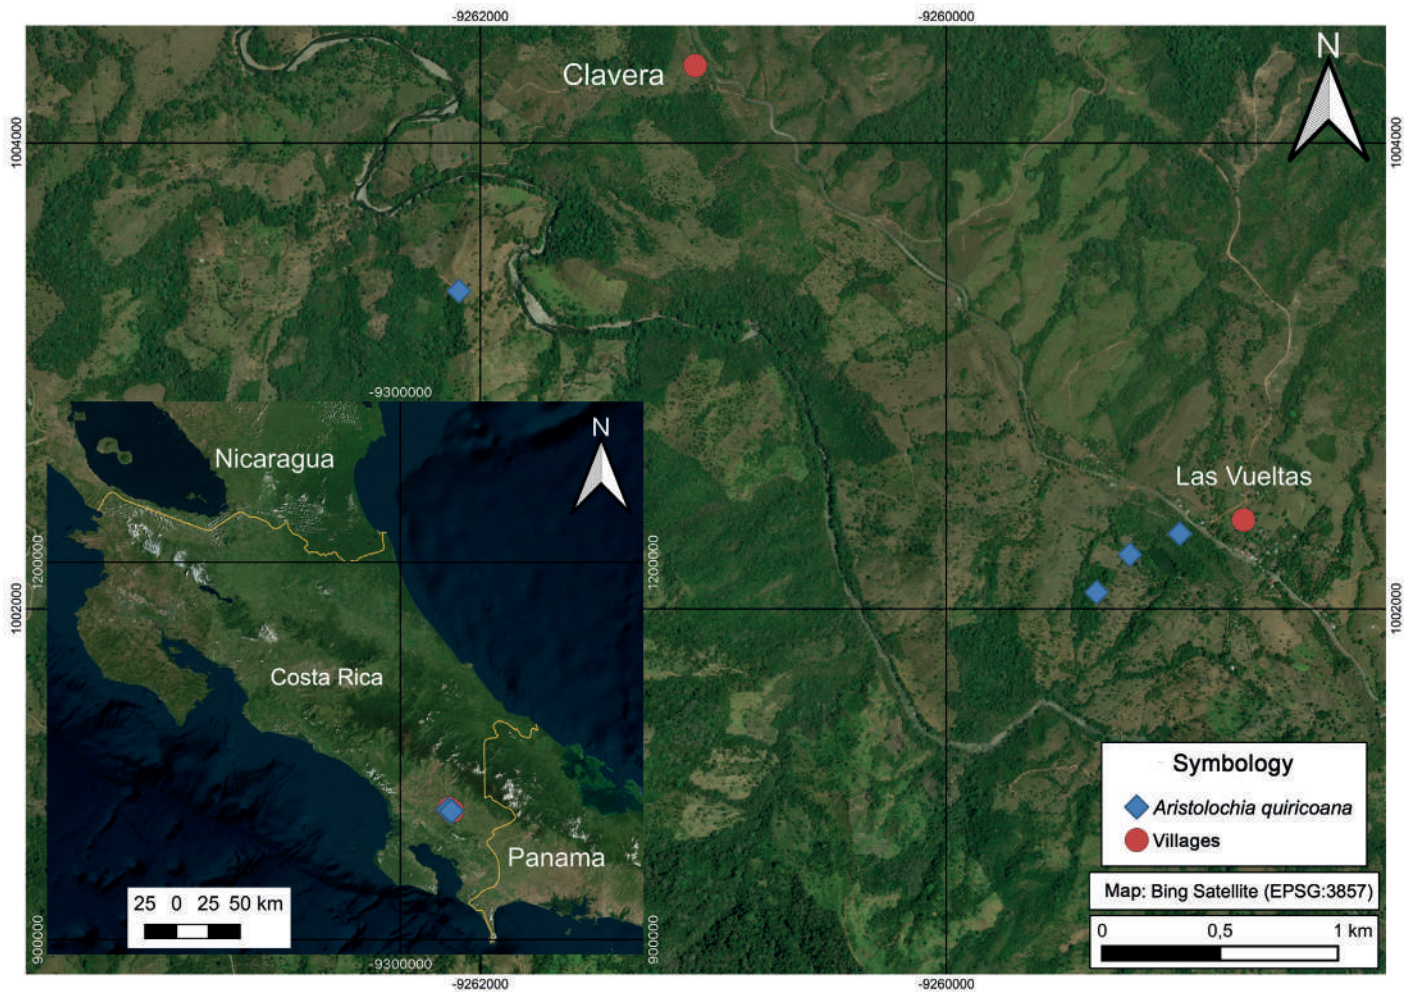 -9262000
-9260000
N
Clavera
1004000
1004000
-9300000
N
Nicaragua
Las Vueltas
1200000
1200000
1002000
1002000
Costa Rica
Symbology
Aristolochia quiricoana
Villages
Panama
Map: Bing Satellite (EPSG:3857)
25 0 25 50 km
0 0,5 1 km
900000
900000
-9300000
-9262000
-9260000